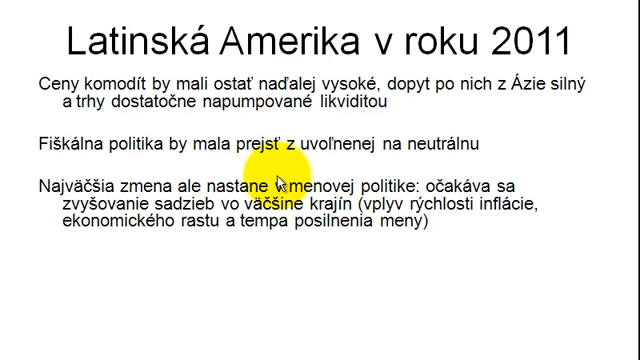 Latinská Amerika v roku 2011
Ceny komodít by mali ostať naďalej vysoké, dopyt po nich z Ázie silný
a trhy dostatočne napumpované likviditou
Fiškálna politika by mala prejsť z uvoľnenej na neutrálnu
Najväčšia zmena ale nastane v menovej politike: očakáva sa
zvyšovanie sadzieb vo väčšine krajín (vplyv rýchlosti inflácie,
ekonomického rastu a tempa posilnenia meny)